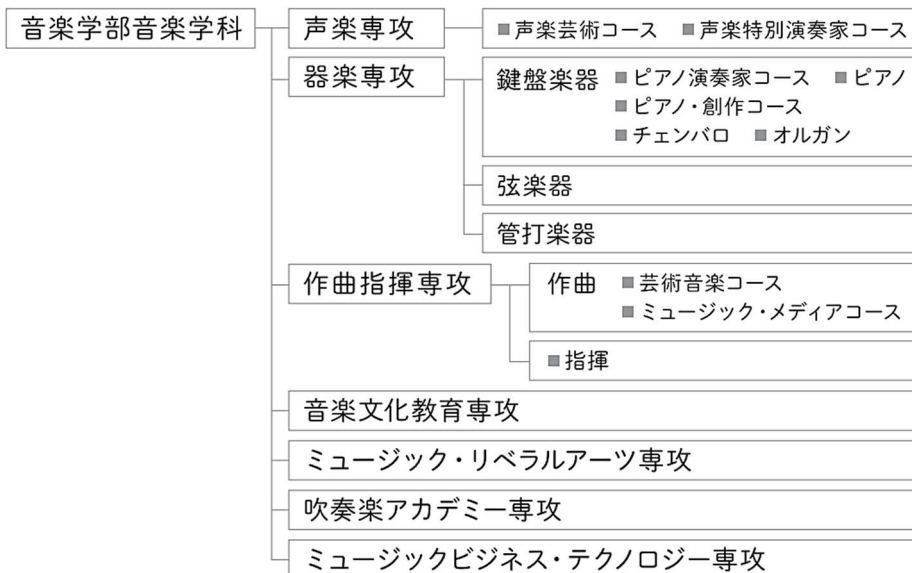 音楽学部音楽学科
声楽専攻
■声楽芸術コース ■声楽特別演奏家コース
器楽専攻
鍵盤楽器 ■ピアノ演奏家コース ■ピアノ
■ピアノ・創作コース
■チェンバロ ■オルガン
弦楽器
管打楽器
作曲指揮専攻
作曲 ■芸術音楽コース
■ミュージック・メディアコース
■指揮
音楽文化教育専攻
ミュージック・リベラルアーツ専攻
吹奏楽アカデミー専攻
ミュージックビジネス・テクノロジー専攻